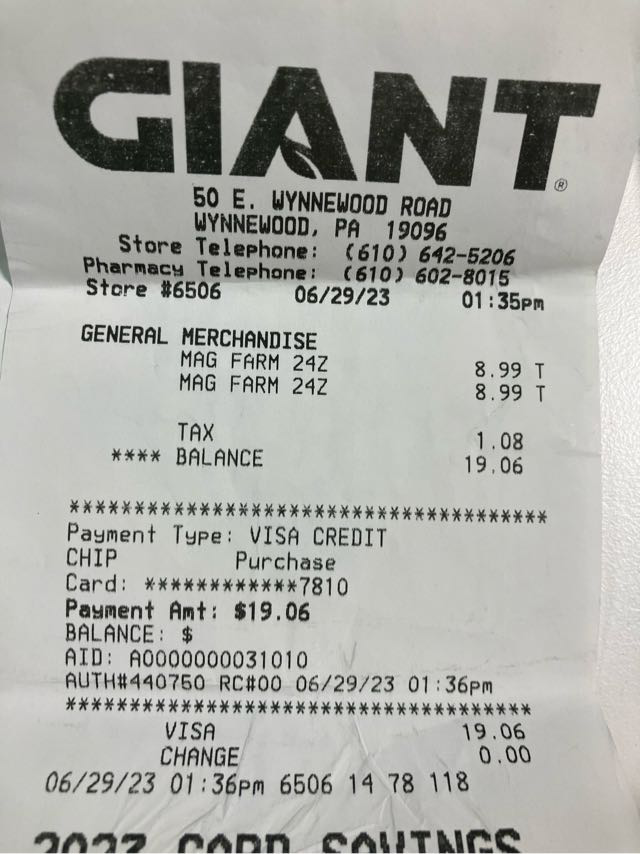 GIANT®
50 E. WYNNEWOOD ROAD
WYNNEWOOD, PA 19096
Store Telephone: (610) 642-5206
Pharmacy Telephone: (610) 602-8015
Store #6506 06/29/23 01:35pm
GENERAL MERCHANDISE
MAG FARM 24Z 8.99 T
MAG FARM 24Z 8.99 T
TAX 1.08
**** BALANCE 19.06
*************************************
Payment Type: VISA CREDIT
CHIP Purchase
Card: ************7810
Payment Amt: $19.06
BALANCE: $
AID: A0000000031010
AUTH#440750 RC#00 06/29/23 01:36pm
*************************************
VISA 19.06
CHANGE 0.00
06/29/23 01:36pm 6506 14 78 118
2023 CARD SAVINGS